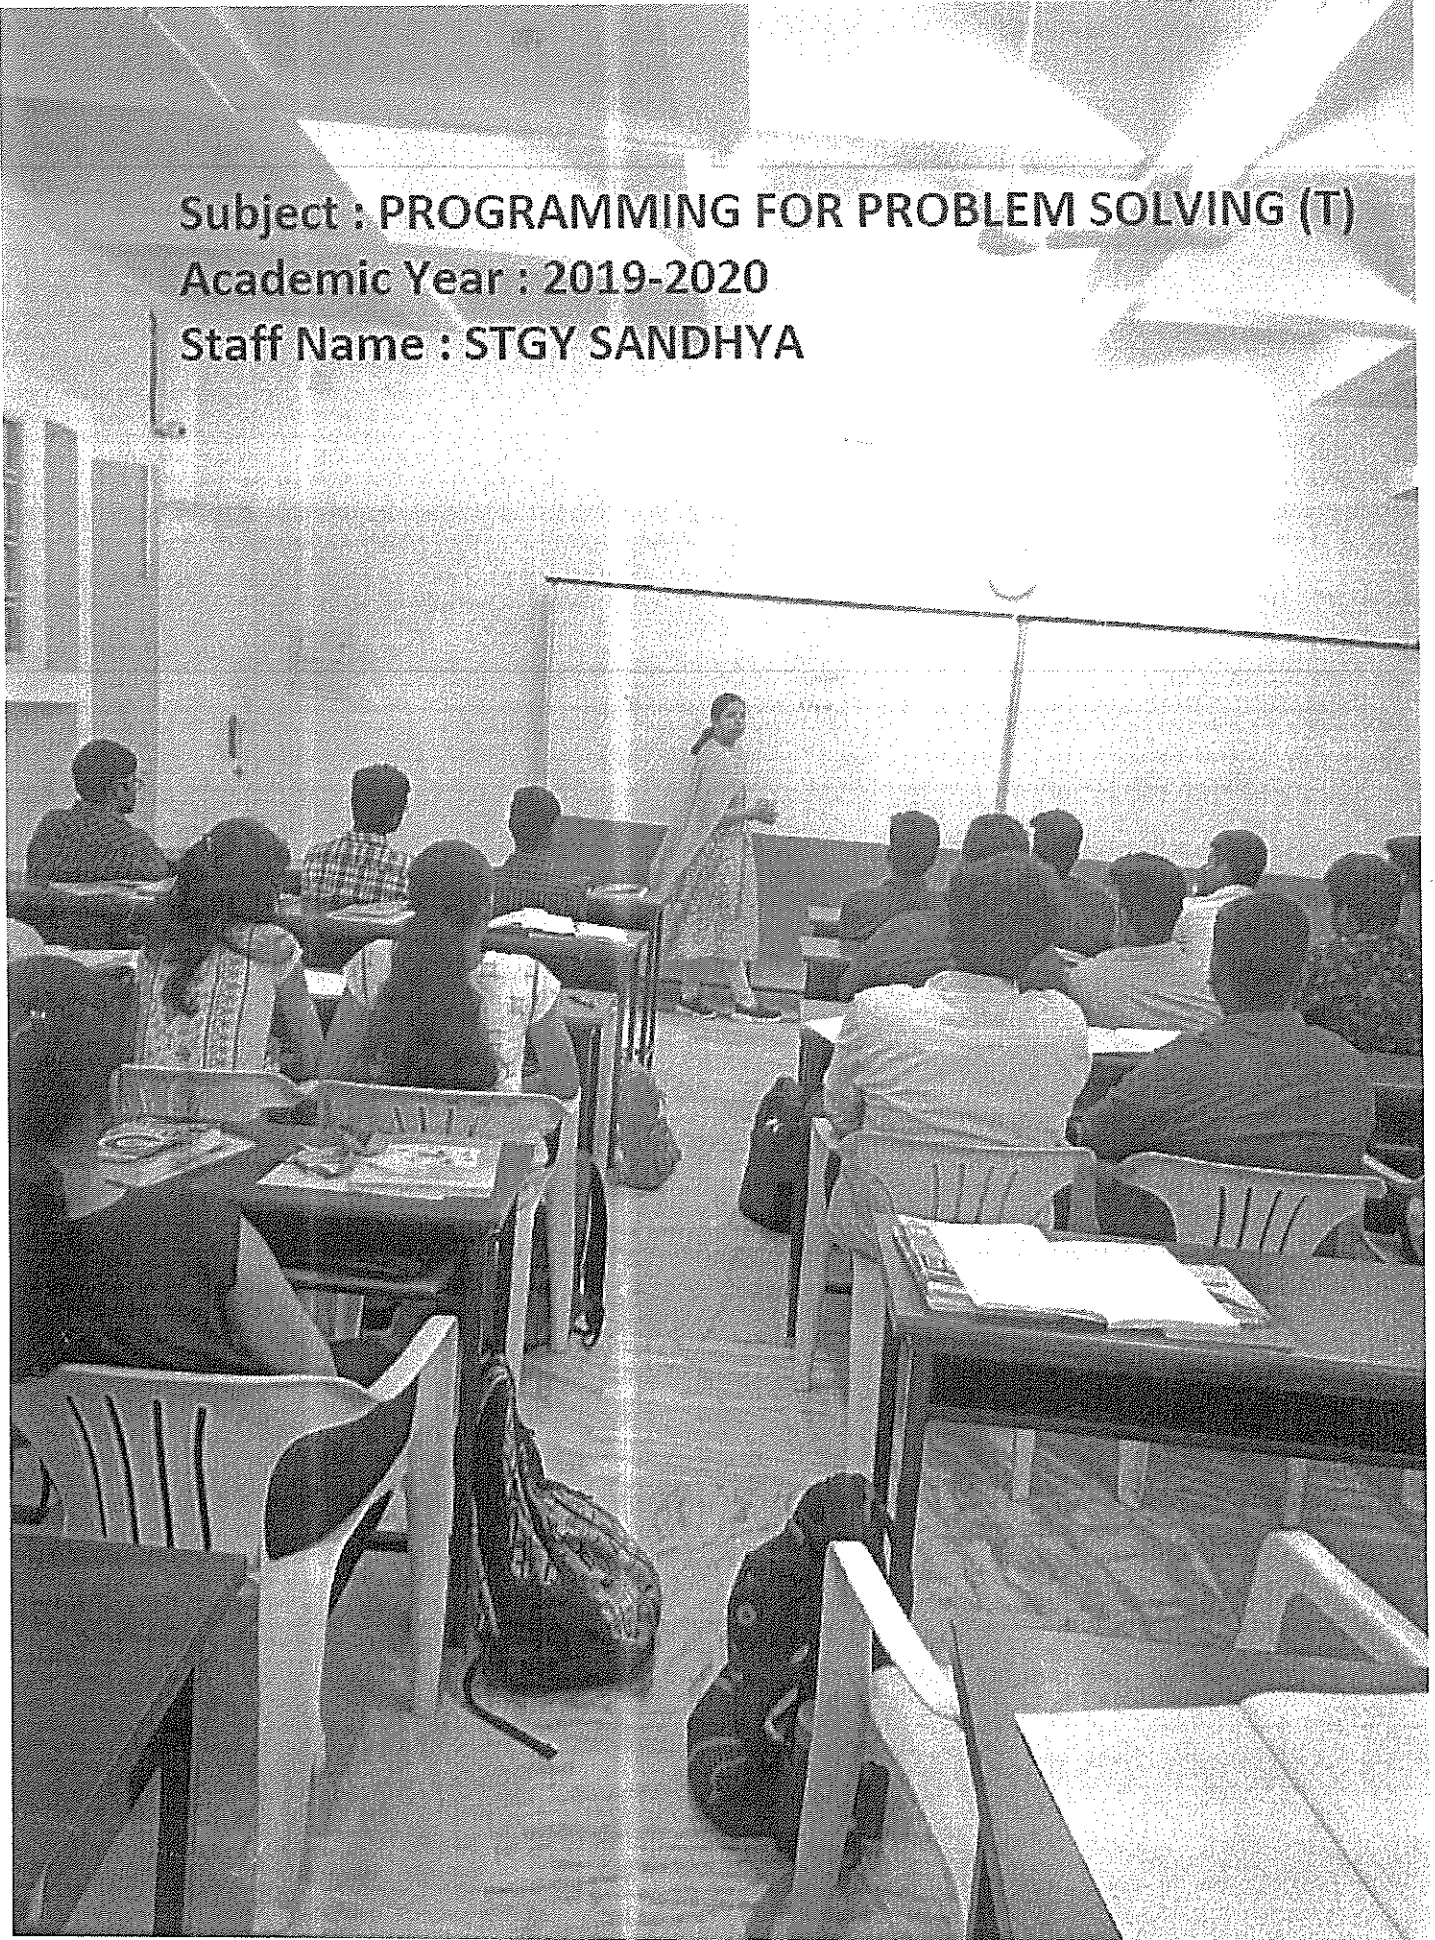 Subject : PROGRAMMING FOR PROBLEM SOLVING (T)
Academic Year : 2019-2020
Staff Name : STGY SANDHYA